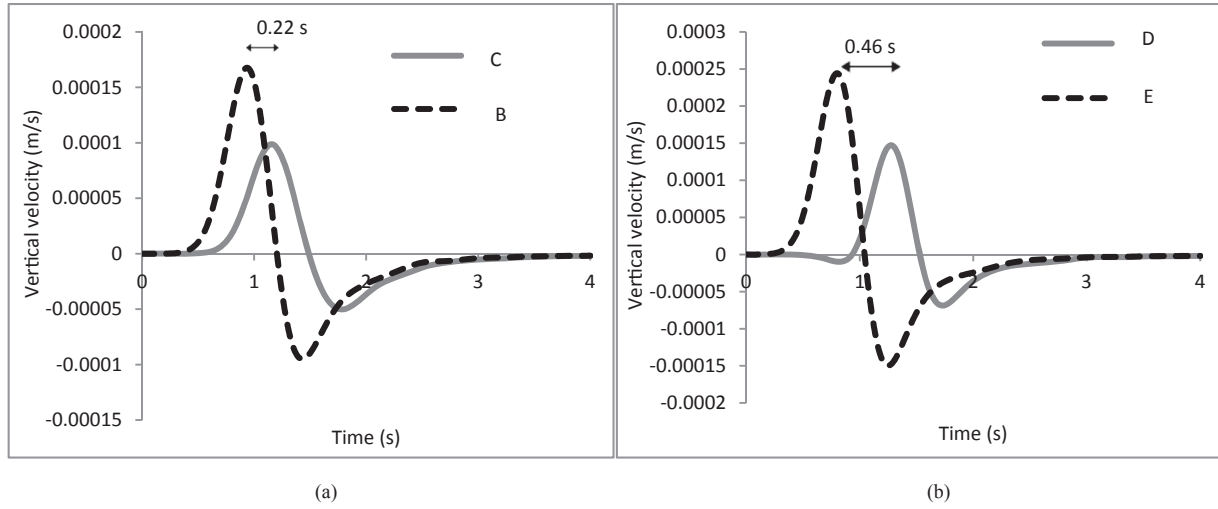 0.0002
0.00015
0.0001
0.00005
0
-0.00005
-0.0001
-0.00015
0 1 2 3 4
Vertical velocity (m/s)
Time (s)
0.22 s
C
B
(a)
0.0003
0.00025
0.0002
0.00015
0.0001
0.00005
0
-0.00005
-0.0001
-0.00015
-0.0002
0 1 2 3 4
Vertical velocity (m/s)
Time (s)
0.46 s
D
E
(b)